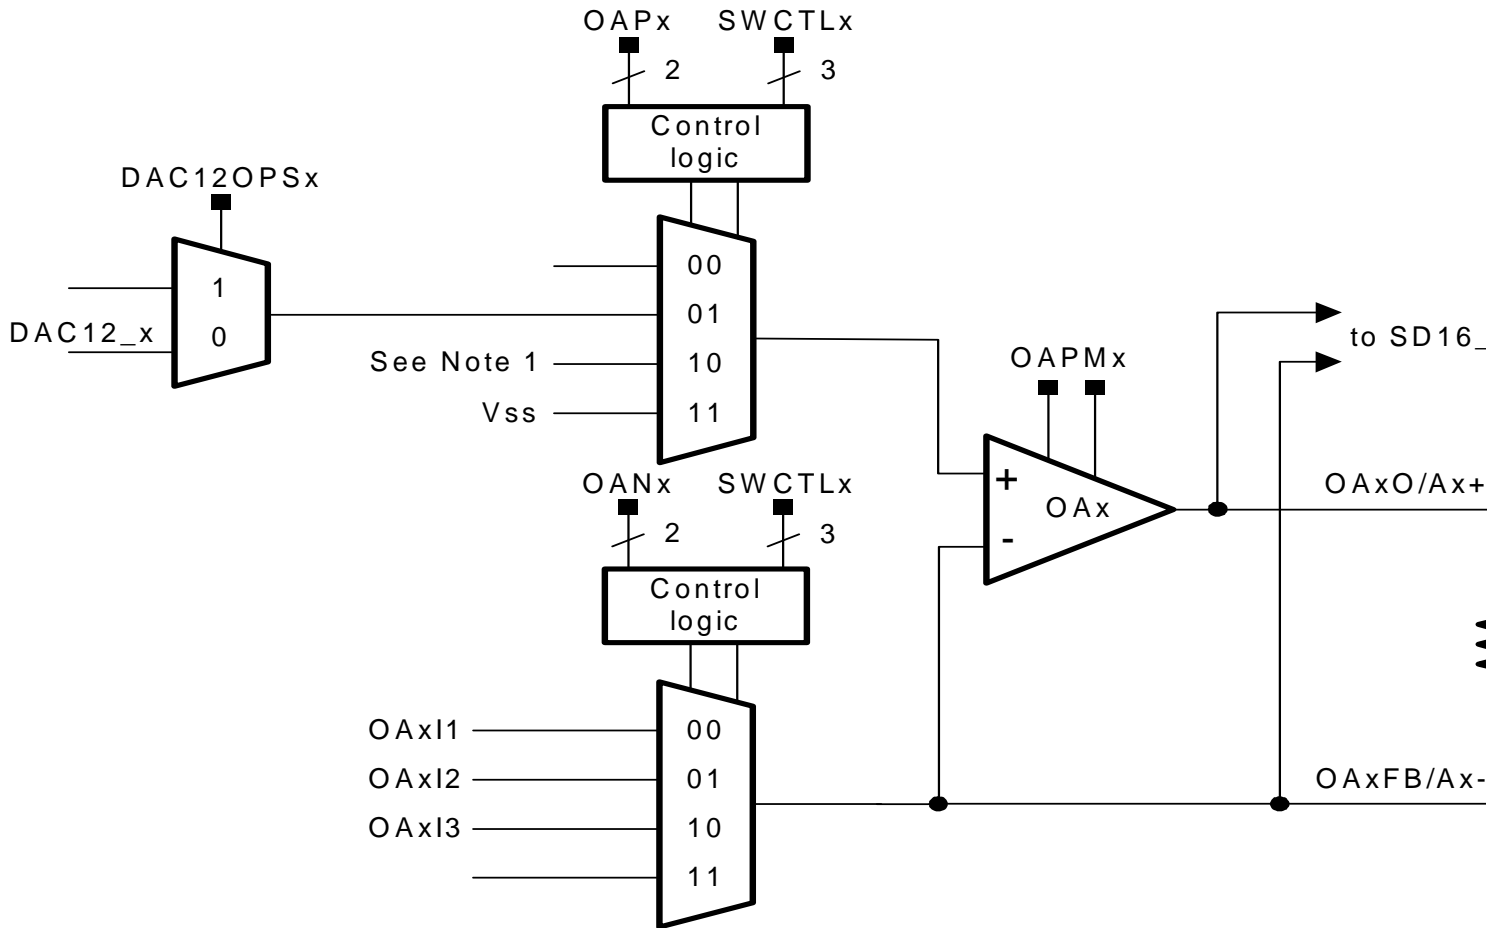 OAPx SWCTLx
2 3
Control
logic
DAC12OPSx
1
0
DAC12_x
00
01
10
11
See Note 1
Vss
OAPMx
to SD16_
+
OAx
-
OAxO/Ax+
OANx SWCTLx
2 3
Control
logic
OAxI1
OAxI2
OAxI3
00
01
10
11
OAxFB/Ax-